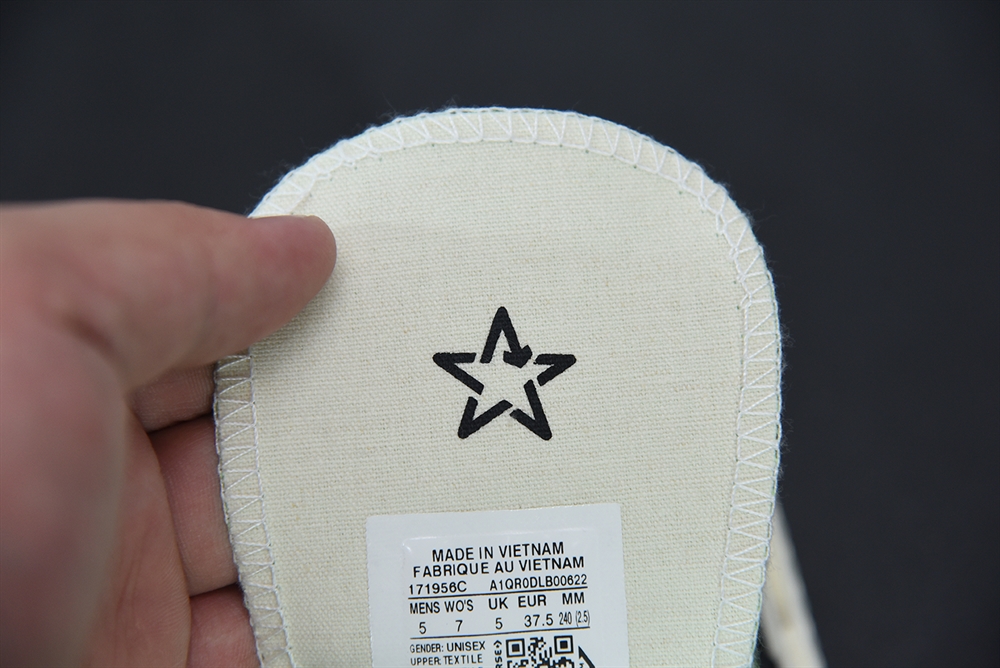 MADE IN VIETNAM
FABRIQUE AU VIETNAM
171956C A1QR0DLB00622
MENS WO'S UK EUR MM
5 7 5 37.5 240 (2.5)
GENDER: UNISEX
UPPER: TEXTILE